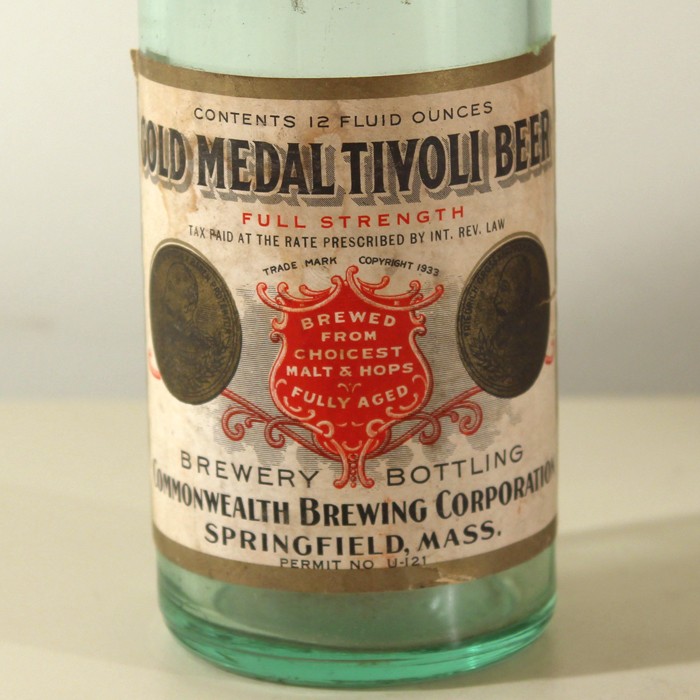 CONTENTS 12 FLUID OUNCES
GOLD MEDAL TIVOLI BEER
FULL STRENGTH
TAX PAID AT THE RATE PRESCRIBED BY INT. REV. LAW
TRADE MARK COPYRIGHT 1933
BREWED
FROM
CHOICEST
MALT & HOPS
FULLY AGED
BREWERY BOTTLING
COMMONWEALTH BREWING CORPORATION
SPRINGFIELD, MASS.
PERMIT NO U-121